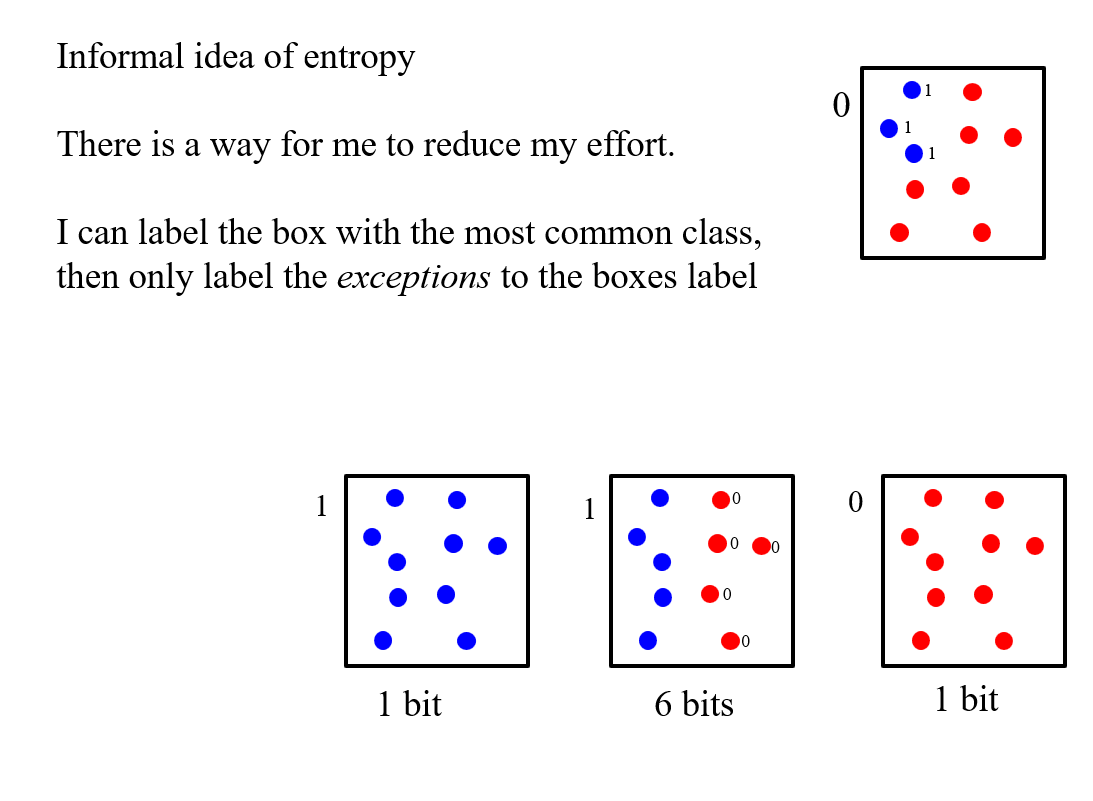 Informal idea of entropy
There is a way for me to reduce my effort.
I can label the box with the most common class,
then only label the exceptions to the boxes label
0
1
1
1
1
1
0
0
0 0
0
0
0
1 bit
6 bits
1 bit